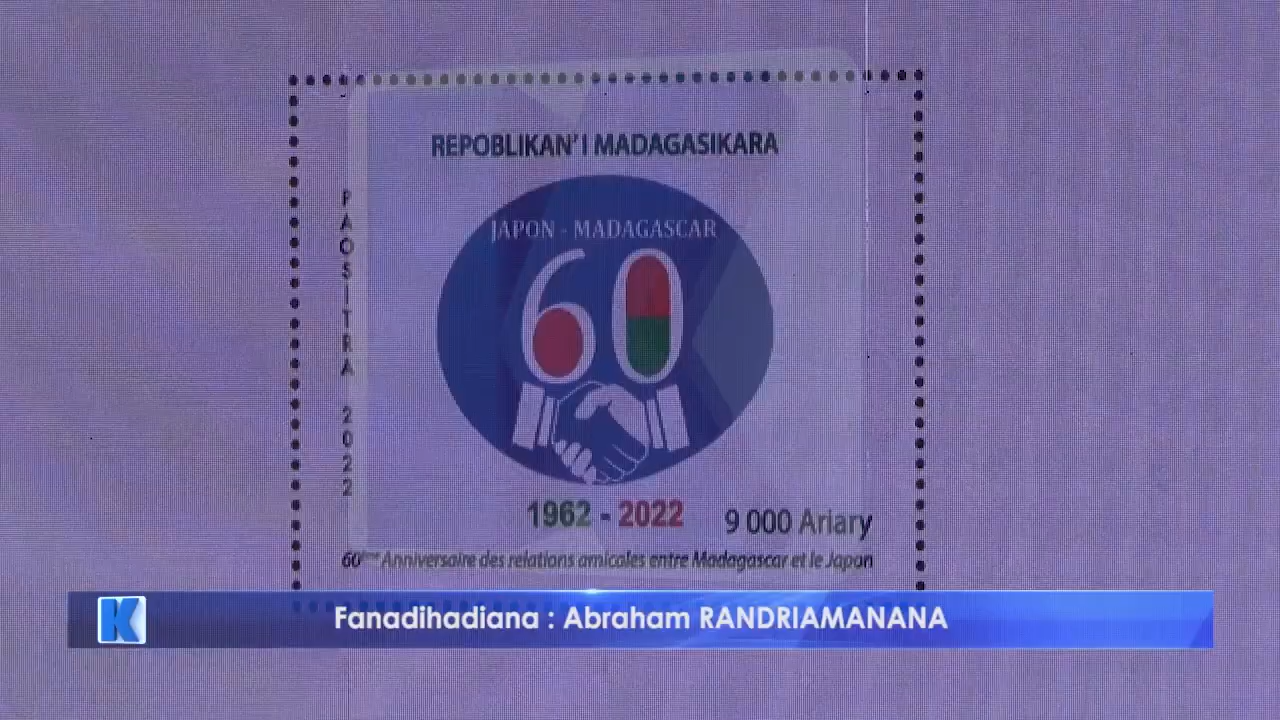 REPOBLIKAN' I MADAGASIKARA
PAOSITRA 2022
JAPON - MADAGASCAR
60
1962 - 2022
9 000 Ariary
60ème Anniversaire des relations amicales entre Madagascar et le Japon
K
Fanadihadiana : Abraham RANDRIAMANANA